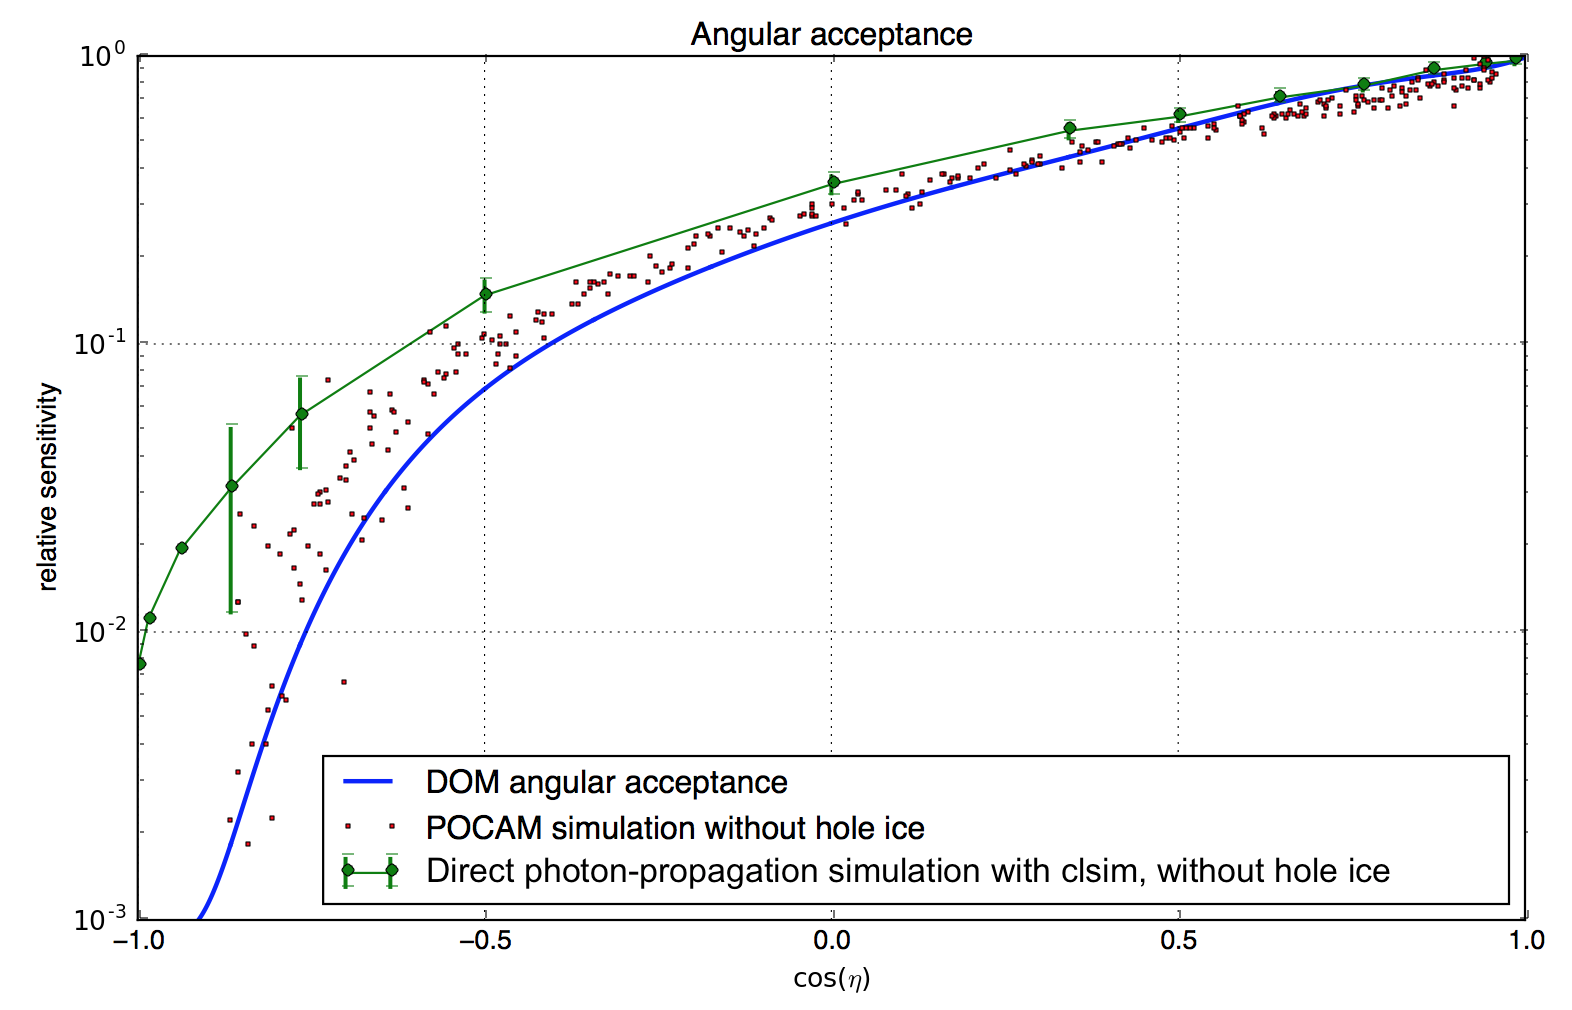 Angular acceptance
10^0
10^-1
10^-2
10^-3
relative sensitivity
DOM angular acceptance
POCAM simulation without hole ice
Direct photon-propagation simulation with clsim, without hole ice
−1.0 −0.5 0.0 0.5 1.0
cos(η)